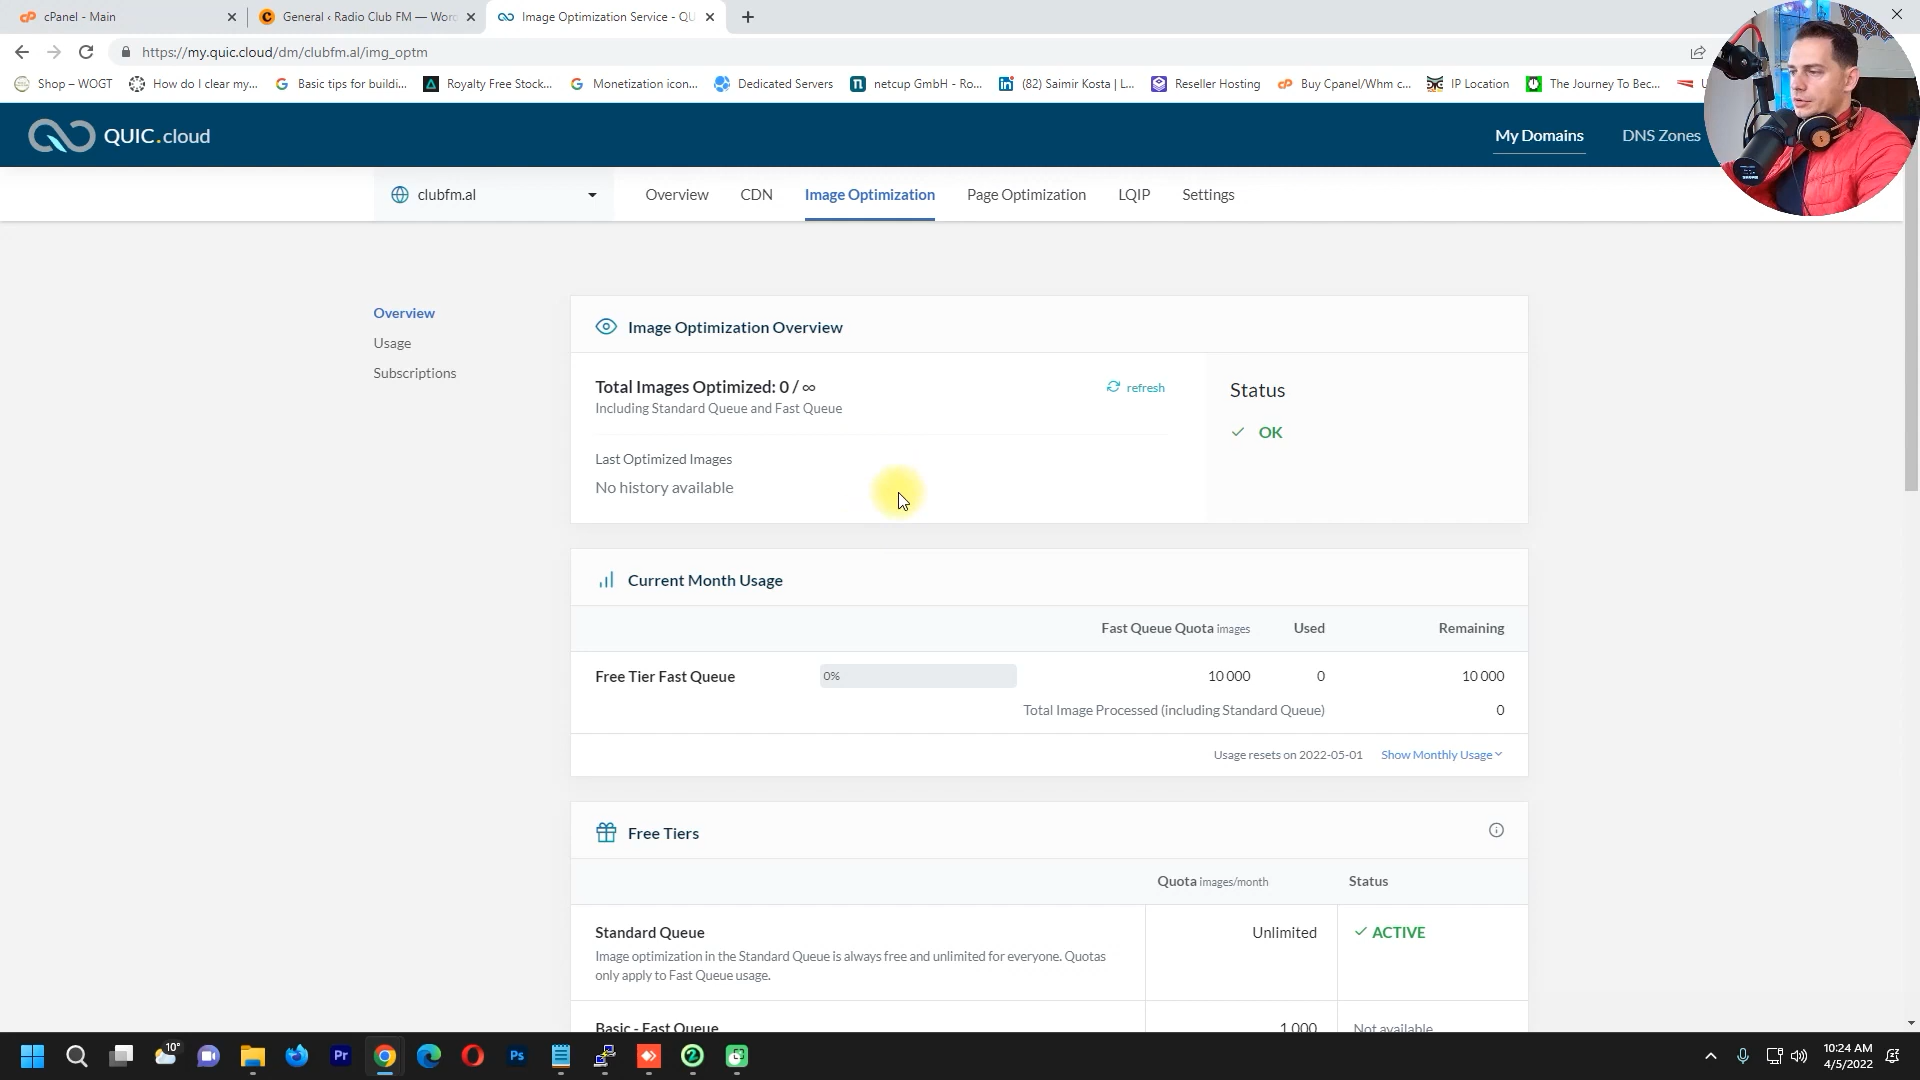 cPanel - Main
General ‹ Radio Club FM — Word
Image Optimization Service - QU
https://my.quic.cloud/dm/clubfm.al/img_optm
Shop – WOGT
How do I clear my...
Basic tips for buildi...
Royalty Free Stock...
Monetization icon...
Dedicated Servers
netcup GmbH - Ro...
(82) Saimir Kosta | L...
Reseller Hosting
Buy Cpanel/Whm c...
IP Location
The Journey To Bec...
QUIC.cloud
My Domains
DNS Zones
clubfm.al
Overview
CDN
Image Optimization
Page Optimization
LQIP
Settings
Overview
Usage
Subscriptions
Image Optimization Overview
Total Images Optimized: 0 / ∞
refresh
Including Standard Queue and Fast Queue
Last Optimized Images
No history available
Status
OK
Current Month Usage
Fast Queue Quota images
Used
Remaining
Free Tier Fast Queue
0%
10 000
0
10 000
Total Image Processed (including Standard Queue)
0
Usage resets on 2022-05-01
Show Monthly Usage
Free Tiers
Quota images/month
Status
Standard Queue
Unlimited
ACTIVE
Image optimization in the Standard Queue is always free and unlimited for everyone. Quotas
only apply to Fast Queue usage.
Basic - Fast Queue
1 000
Not available
10°
Pr
Ps
10:24 AM
4/5/2022